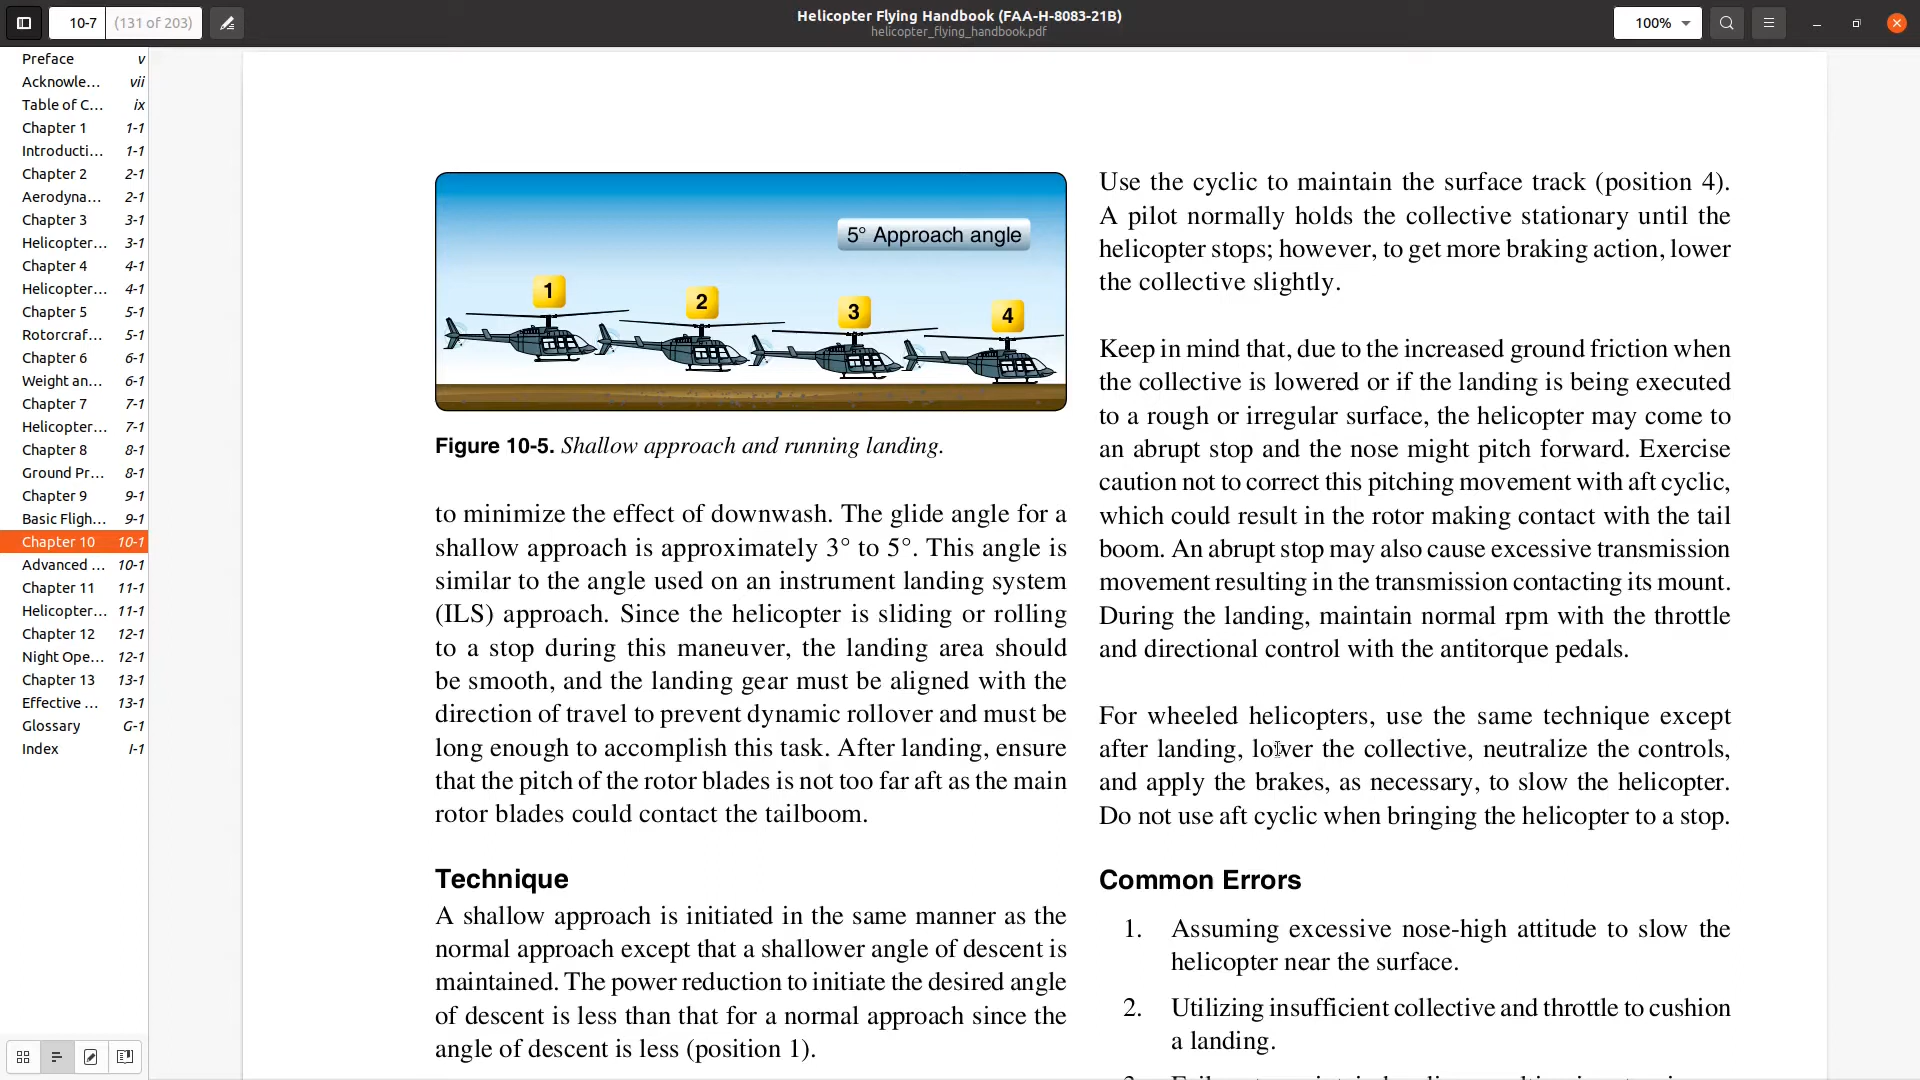 10-7
(131 of 203)
Helicopter Flying Handbook (FAA-H-8083-21B)
helicopter_flying_handbook.pdf
100%
Preface v
Acknowle… vii
Table of C… ix
Chapter 1 1-1
Introducti… 1-1
Chapter 2 2-1
Aerodyna… 2-1
Chapter 3 3-1
Helicopter… 3-1
Chapter 4 4-1
Helicopter… 4-1
Chapter 5 5-1
Rotorcraf… 5-1
Chapter 6 6-1
Weight an… 6-1
Chapter 7 7-1
Helicopter… 7-1
Chapter 8 8-1
Ground Pr… 8-1
Chapter 9 9-1
Basic Fligh… 9-1
Chapter 10 10-1
Advanced … 10-1
Chapter 11 11-1
Helicopter… 11-1
Chapter 12 12-1
Night Ope… 12-1
Chapter 13 13-1
Effective … 13-1
Glossary G-1
Index I-1
5° Approach angle
1
2
3
4
Figure 10-5. Shallow approach and running landing.
to minimize the effect of downwash. The glide angle for a
shallow approach is approximately 3° to 5°. This angle is
similar to the angle used on an instrument landing system
(ILS) approach. Since the helicopter is sliding or rolling
to a stop during this maneuver, the landing area should
be smooth, and the landing gear must be aligned with the
direction of travel to prevent dynamic rollover and must be
long enough to accomplish this task. After landing, ensure
that the pitch of the rotor blades is not too far aft as the main
rotor blades could contact the tailboom.
Technique
A shallow approach is initiated in the same manner as the
normal approach except that a shallower angle of descent is
maintained. The power reduction to initiate the desired angle
of descent is less than that for a normal approach since the
angle of descent is less (position 1).
Use the cyclic to maintain the surface track (position 4).
A pilot normally holds the collective stationary until the
helicopter stops; however, to get more braking action, lower
the collective slightly.
Keep in mind that, due to the increased ground friction when
the collective is lowered or if the landing is being executed
to a rough or irregular surface, the helicopter may come to
an abrupt stop and the nose might pitch forward. Exercise
caution not to correct this pitching movement with aft cyclic,
which could result in the rotor making contact with the tail
boom. An abrupt stop may also cause excessive transmission
movement resulting in the transmission contacting its mount.
During the landing, maintain normal rpm with the throttle
and directional control with the antitorque pedals.
For wheeled helicopters, use the same technique except
after landing, lower the collective, neutralize the controls,
and apply the brakes, as necessary, to slow the helicopter.
Do not use aft cyclic when bringing the helicopter to a stop.
Common Errors
1. Assuming excessive nose-high attitude to slow the
helicopter near the surface.
2. Utilizing insufficient collective and throttle to cushion
a landing.